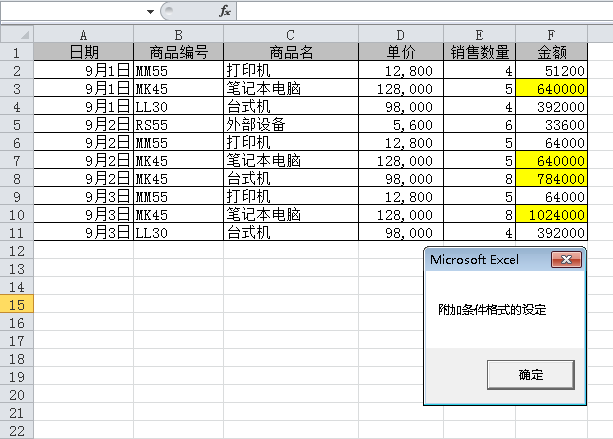 fx
A B C D E F
1 日期 商品编号 商品名 单价 销售数量 金额
2 9月1日 MM55 打印机 12,800 4 51200
3 9月1日 MK45 笔记本电脑 128,000 5 640000
4 9月1日 LL30 台式机 98,000 4 392000
5 9月2日 RS55 外部设备 5,600 6 33600
6 9月2日 MM55 打印机 12,800 5 64000
7 9月2日 MK45 笔记本电脑 128,000 5 640000
8 9月2日 MK45 台式机 98,000 8 784000
9 9月3日 MM55 打印机 12,800 5 64000
10 9月3日 MK45 笔记本电脑 128,000 8 1024000
11 9月3日 LL30 台式机 98,000 4 392000
12
13
14
15
16
17
18
19
20
21
22
Microsoft Excel
附加条件格式的设定
确定